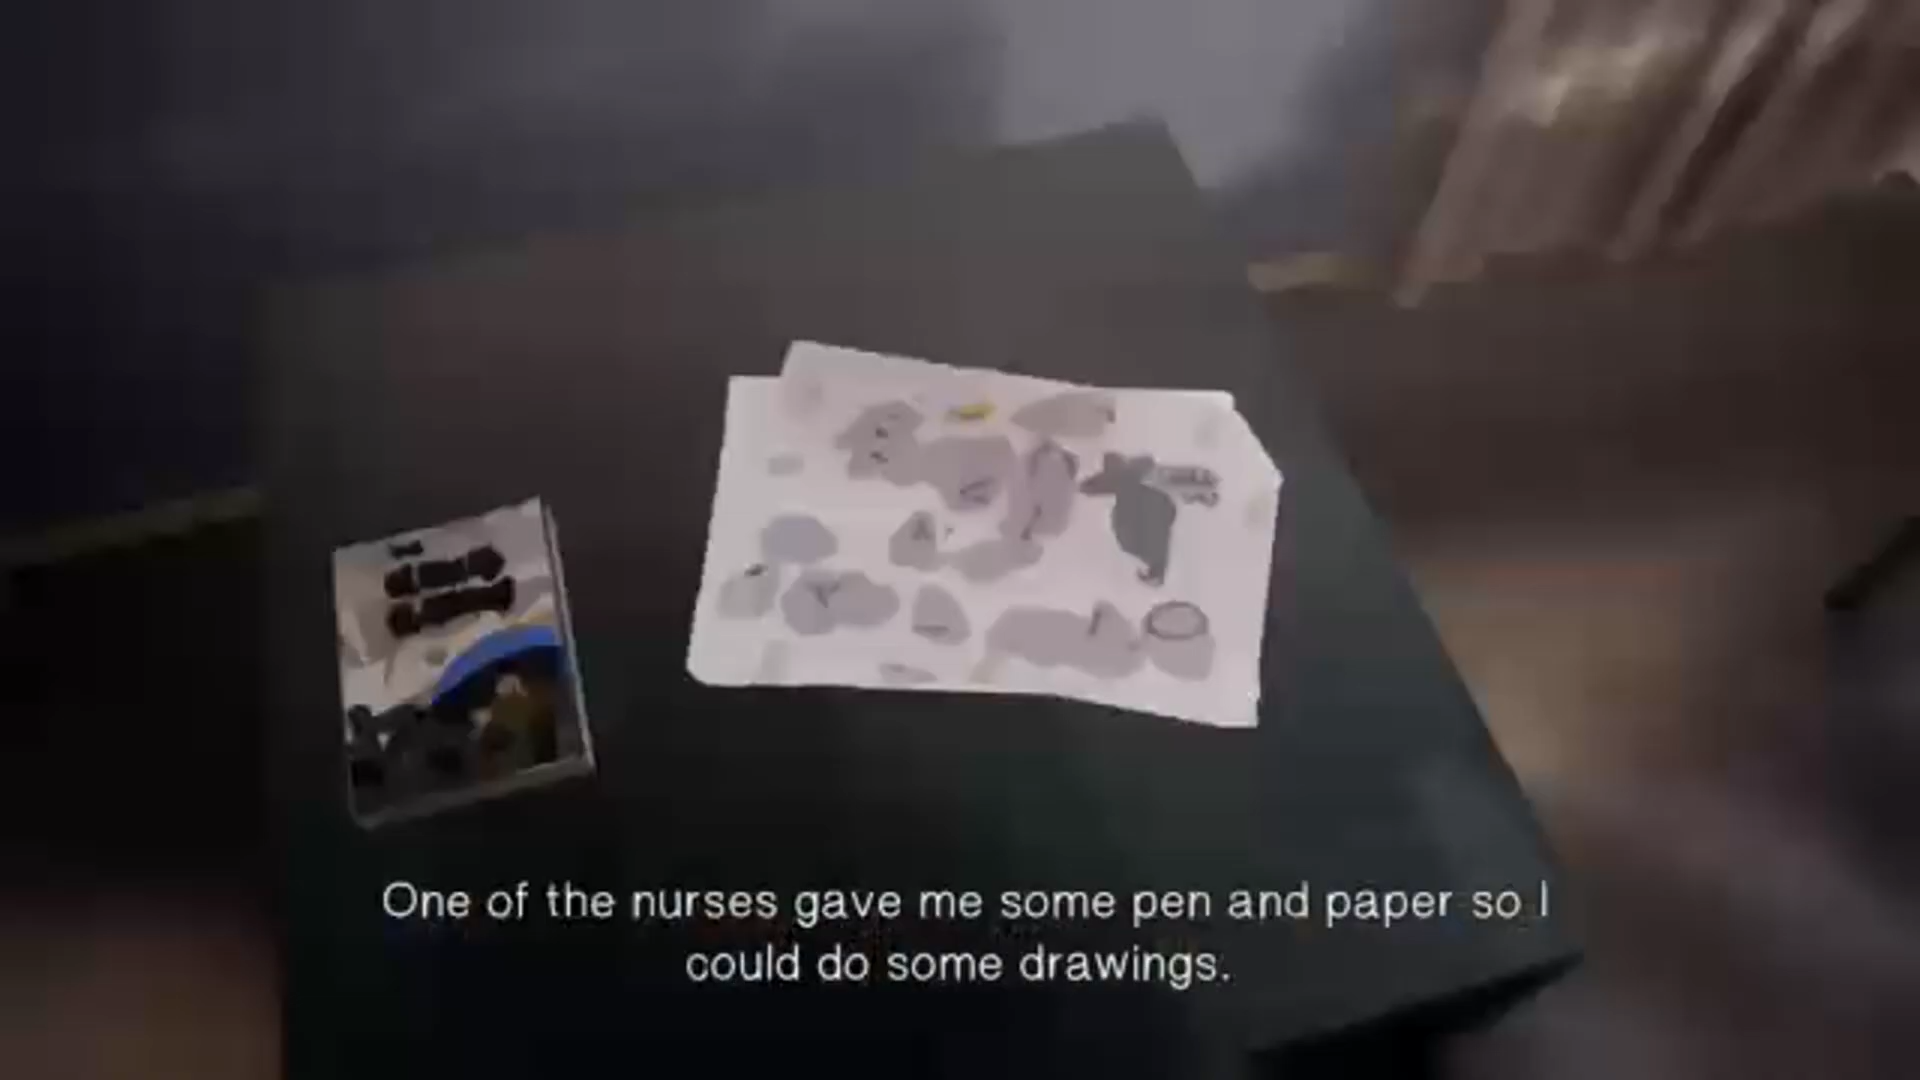 One of the nurses gave me some pen and paper so I
could do some drawings.